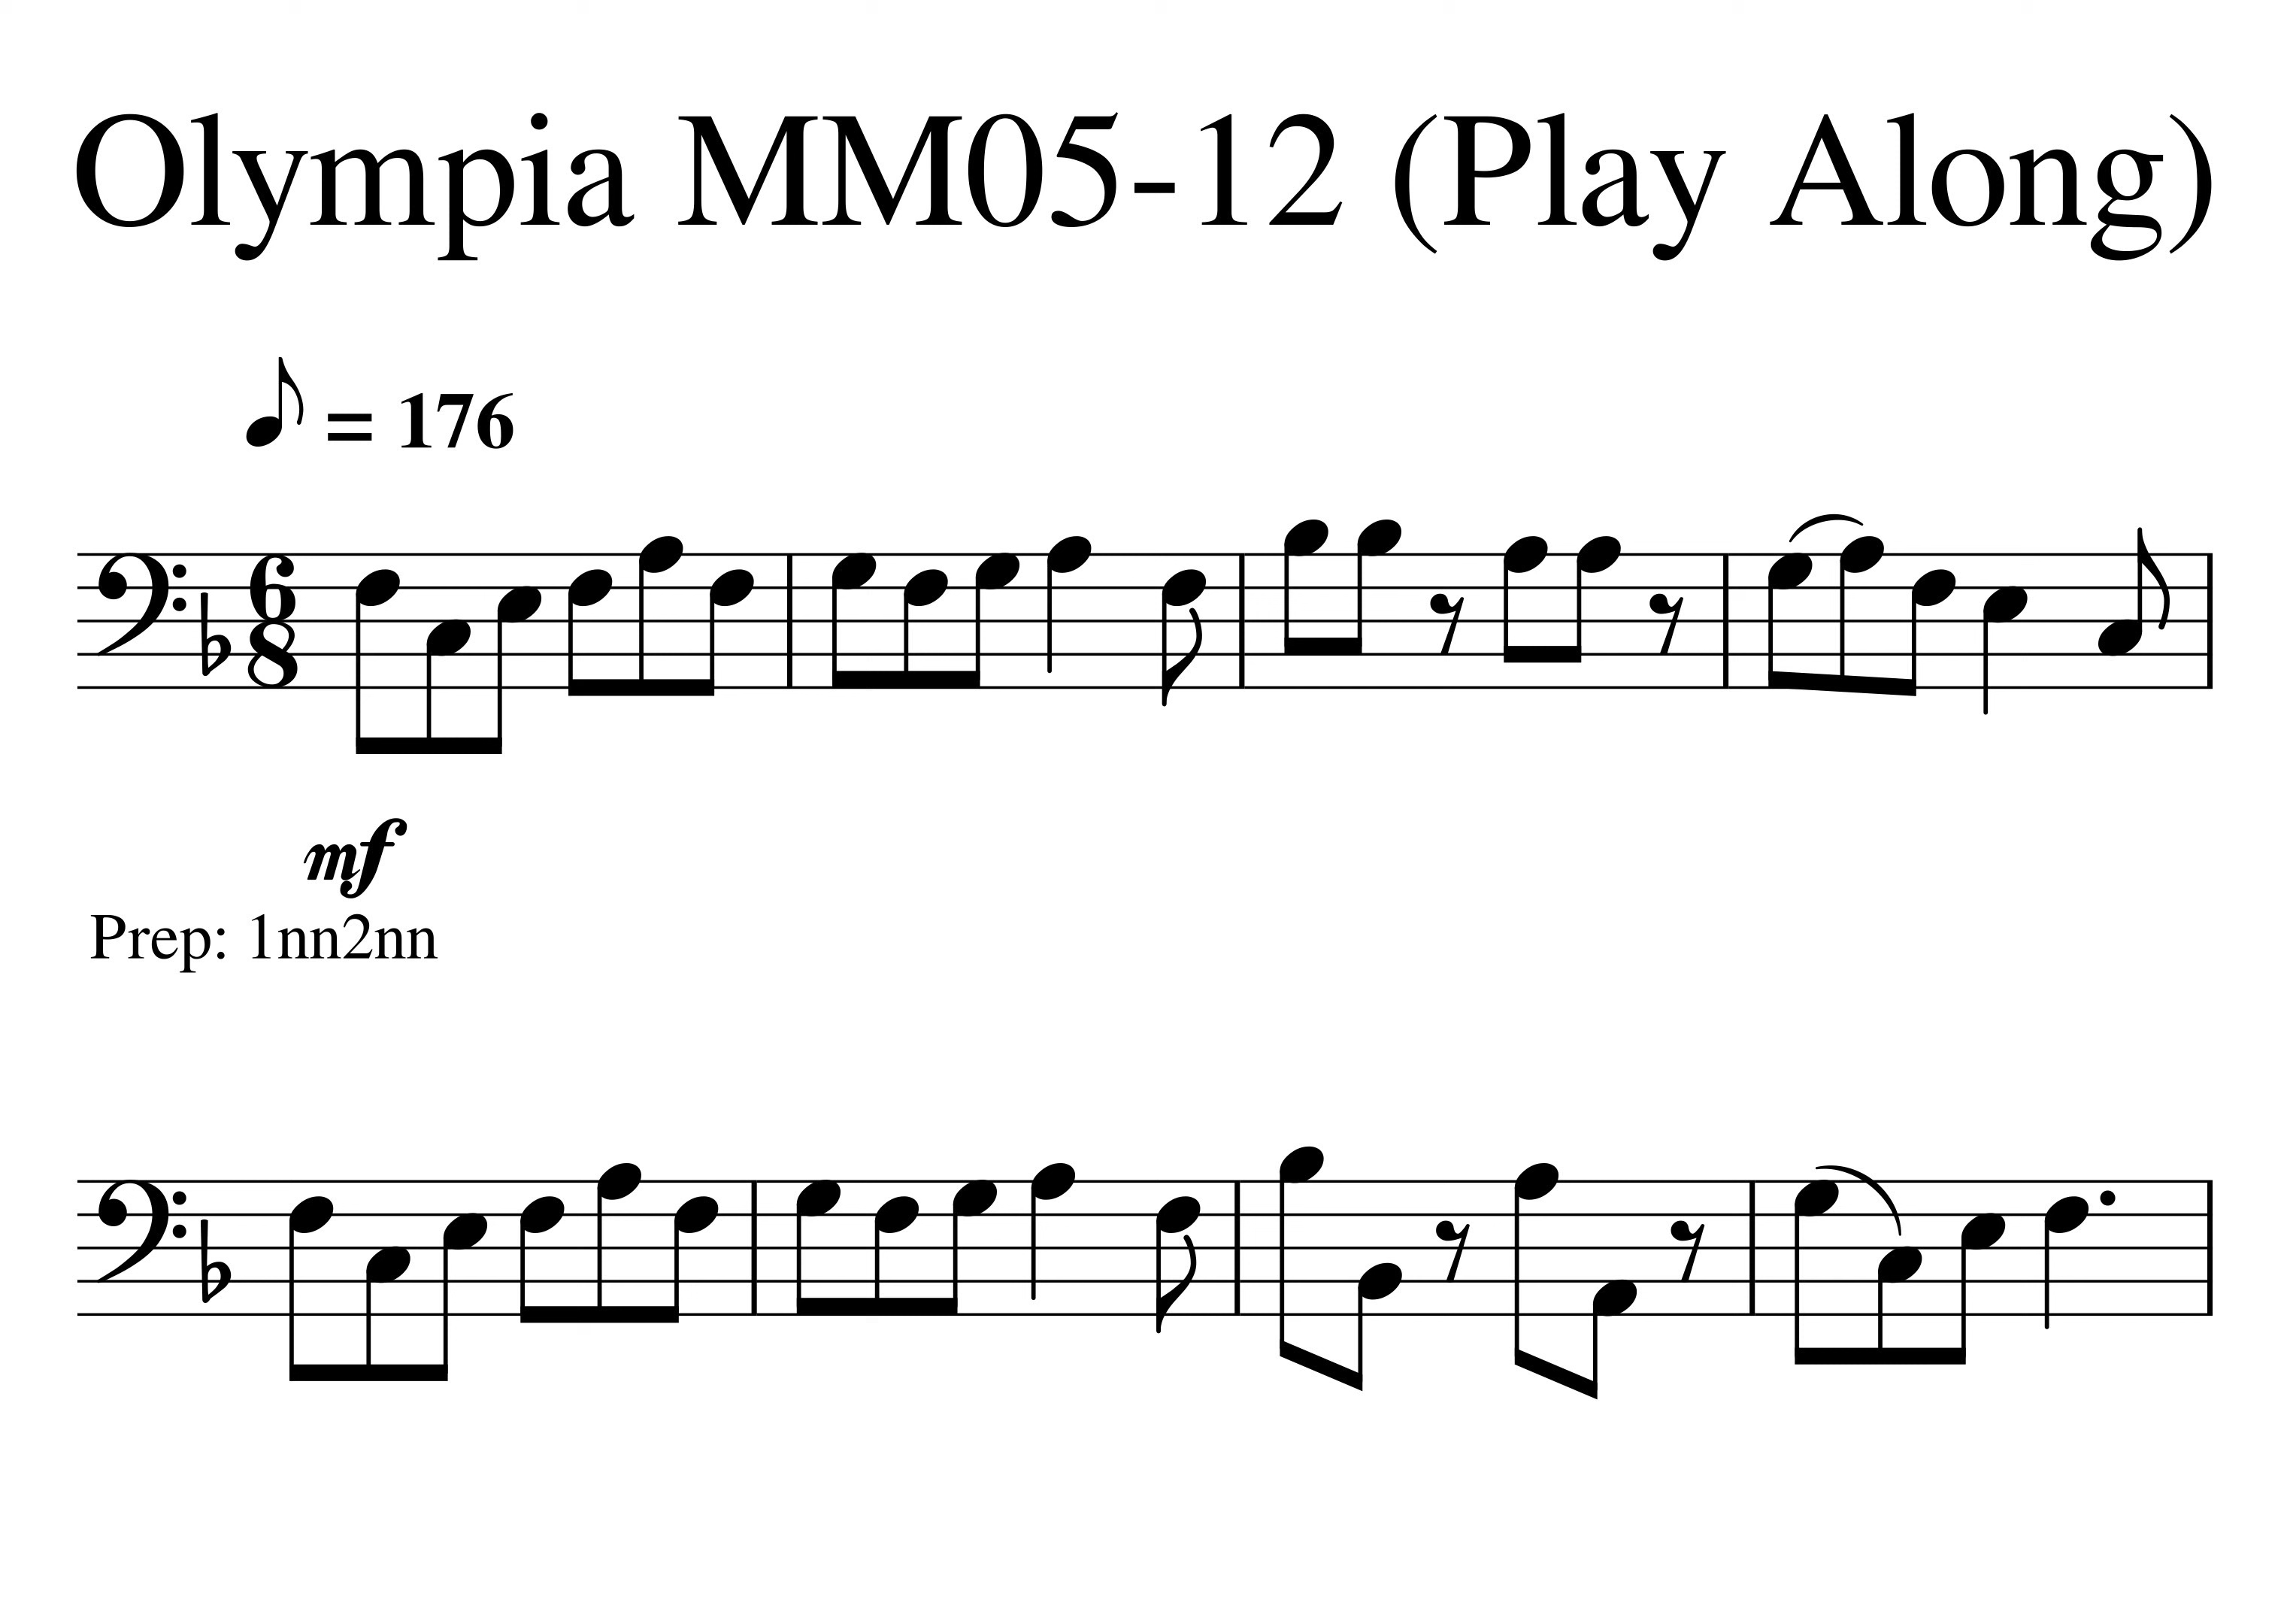 Olympia MM05-12 (Play Along)
= 176
6
8
mf
Prep: 1nn2nn